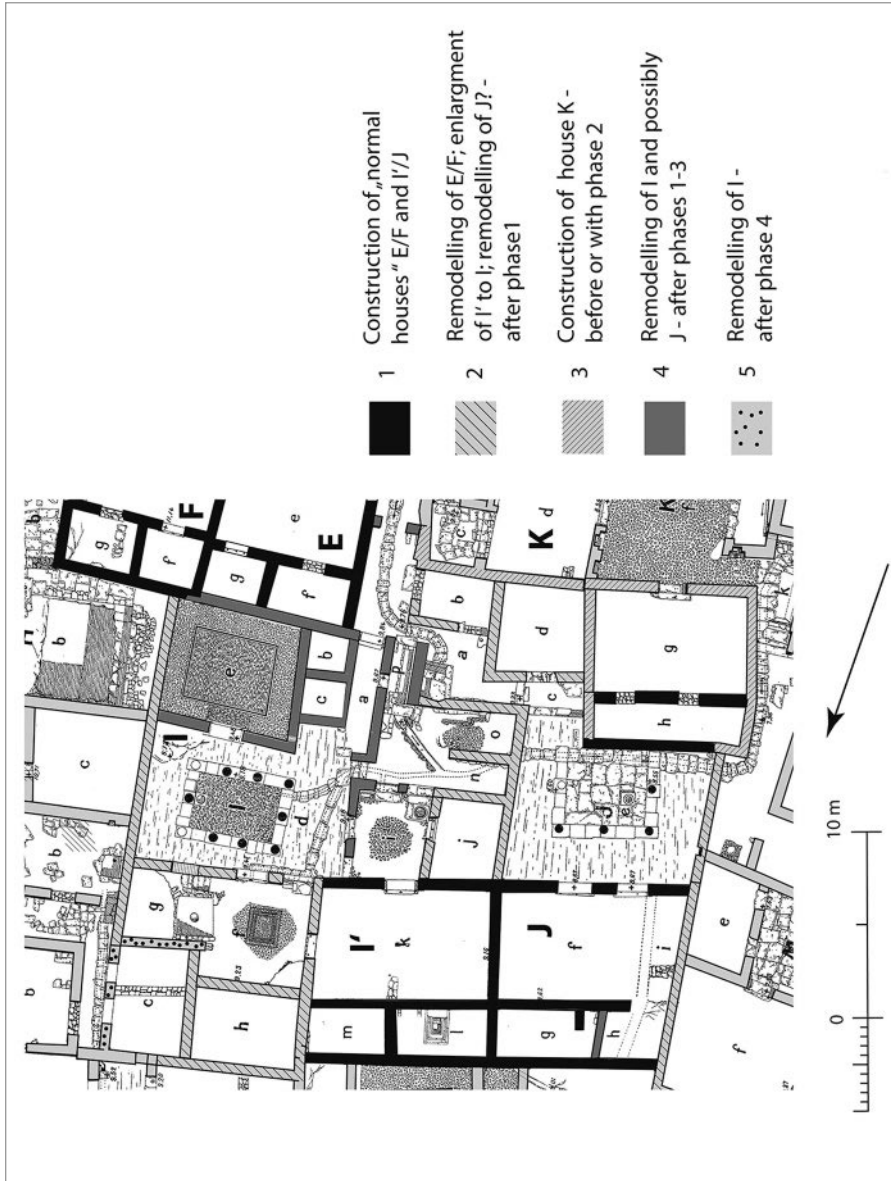 1
Construction of „normal
houses“ E/F and I'/J
2
Remodelling of E/F; enlargment
of I' to I; remodelling of J? -
after phase1
3
Construction of house K -
before or with phase 2
4
Remodelling of I and possibly
J - after phases 1-3
5
Remodelling of I -
after phase 4
0
10 m
b
g
F
f
b
g
e
E
f
c
e
b
c
a
I
d
b
g
c
h
I'
k
m
l
i
j
n
o
p
a
b
c
d
K
d
c
f
g
h
J
e
J
f
g
h
i
e
f
k
b